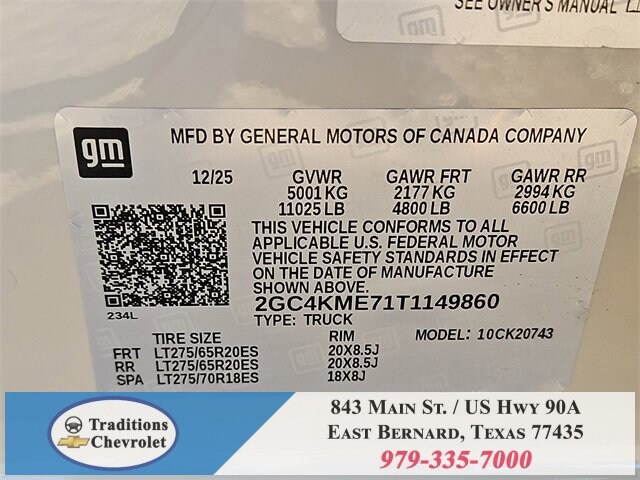 SEE OWNER'S MANUAL
gm
MFD BY GENERAL MOTORS OF CANADA COMPANY
12/25 GVWR GAWR FRT GAWR RR
5001 KG 2177 KG 2994 KG
11025 LB 4800 LB 6600 LB
THIS VEHICLE CONFORMS TO ALL
APPLICABLE U.S. FEDERAL MOTOR
VEHICLE SAFETY STANDARDS IN EFFECT
ON THE DATE OF MANUFACTURE
SHOWN ABOVE.
234L 2GC4KME71T1149860
TYPE: TRUCK MODEL: 10CK20743
TIRE SIZE RIM
FRT LT275/65R20ES 20X8.5J
RR LT275/65R20ES 20X8.5J
SPA LT275/70R18ES 18X8J
Traditions
Chevrolet
843 Main St. / US Hwy 90A
East Bernard, Texas 77435
979-335-7000